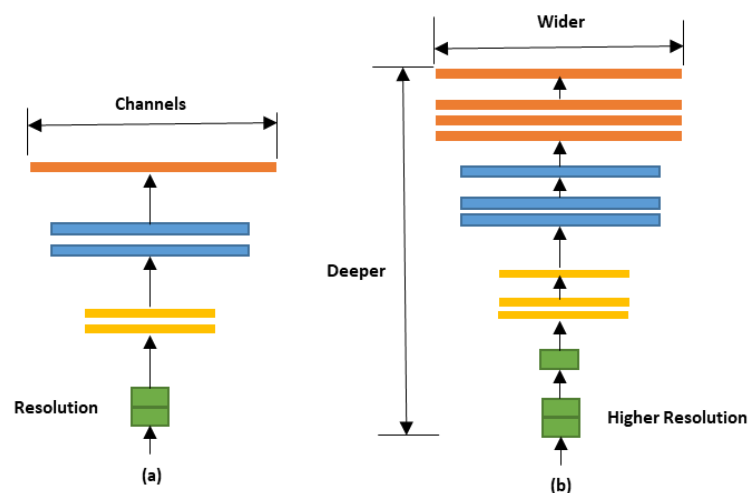 Channels
Resolution
(a)
Wider
Deeper
Higher Resolution
(b)